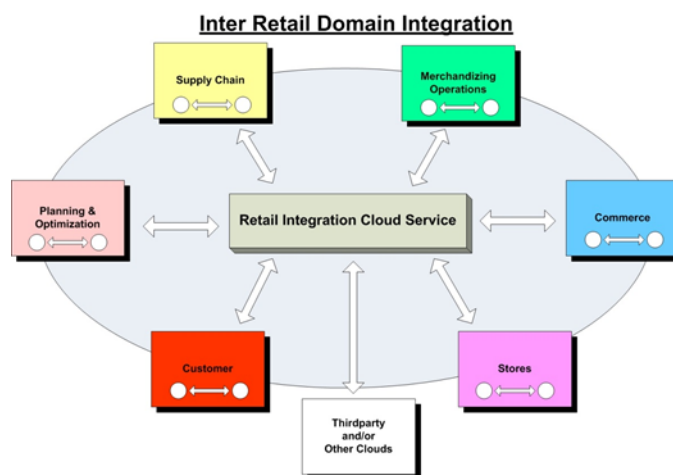 Inter Retail Domain Integration
Supply Chain
Merchandizing
Operations
Planning &
Optimization
Retail Integration Cloud Service
Commerce
Customer
Stores
Thirdparty
and/or
Other Clouds